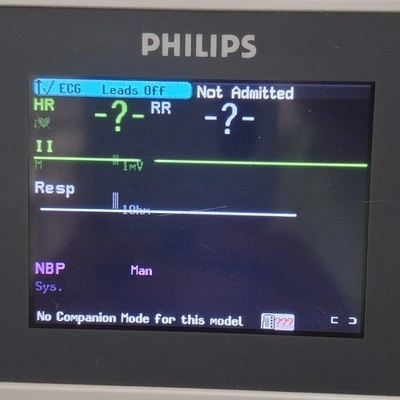 PHILIPS
ECG Leads Off Not Admitted
HR -?- RR -?-
II
M 1mV
Resp
1Ohm
NBP Man
Sys.
No Companion Mode for this model ???